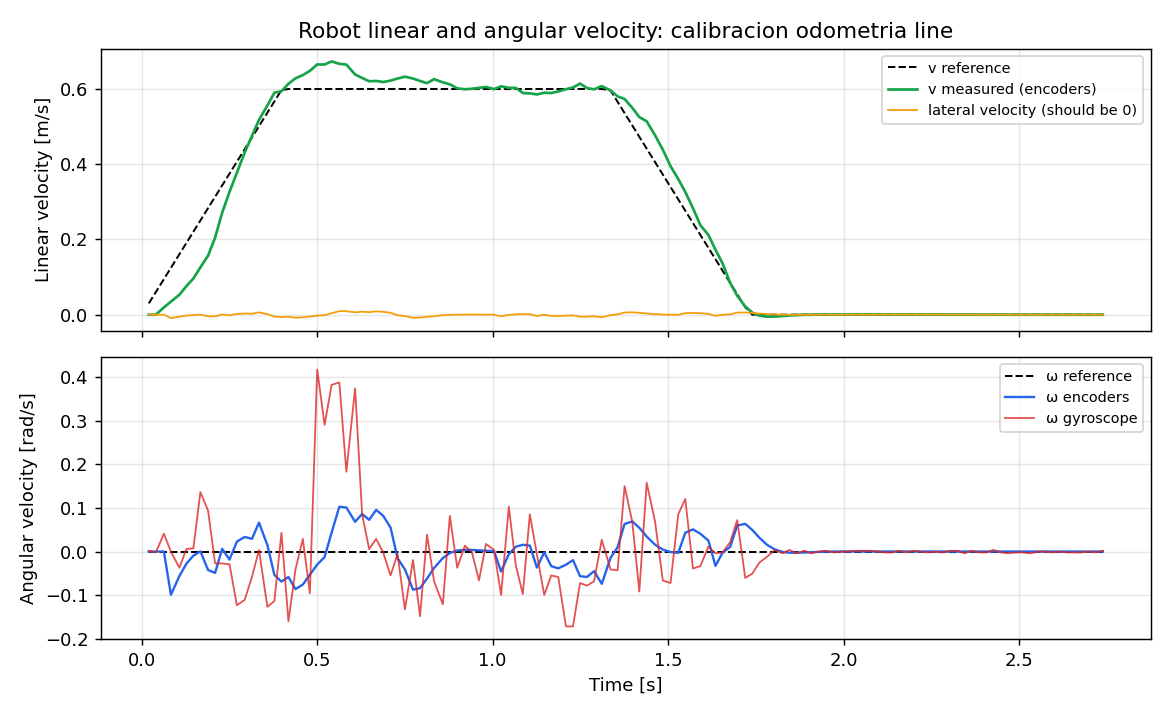 Robot linear and angular velocity: calibracion odometria line
Linear velocity [m/s]
0.6
0.4
0.2
0.0
v reference
v measured (encoders)
lateral velocity (should be 0)
Angular velocity [rad/s]
0.4
0.3
0.2
0.1
0.0
−0.1
−0.2
ω reference
ω encoders
ω gyroscope
0.0 0.5 1.0 1.5 2.0 2.5
Time [s]